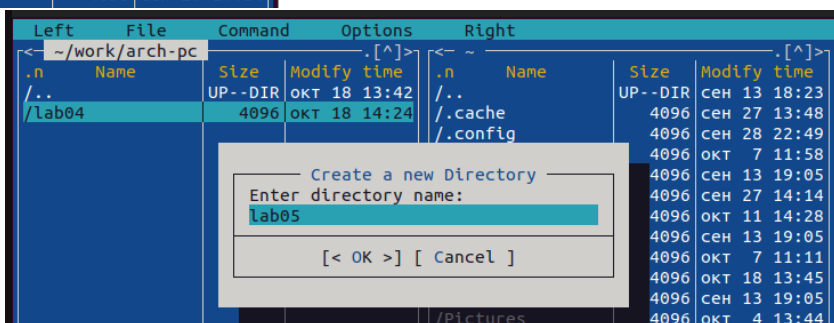 Left File Command Options Right
<─ ~/work/arch-pc ─.[^]>┐┌<─ ~ ─.[^]>
.n Name Size Modify time .n Name Size Modify time
/.. UP--DIR окт 18 13:42 /.. UP--DIR сен 13 18:23
/lab04 4096 окт 18 14:24 /.cache 4096 сен 27 13:48
/.config 4096 сен 28 22:49
4096 окт 7 11:58
Create a new Directory 4096 сен 13 19:05
Enter directory name: 4096 сен 27 14:14
lab05 4096 окт 11 14:28
4096 сен 13 19:05
[< OK >] [ Cancel ] 4096 окт 7 11:11
4096 окт 18 13:45
4096 сен 13 19:05
/Pictures 4096 окт 4 13:44